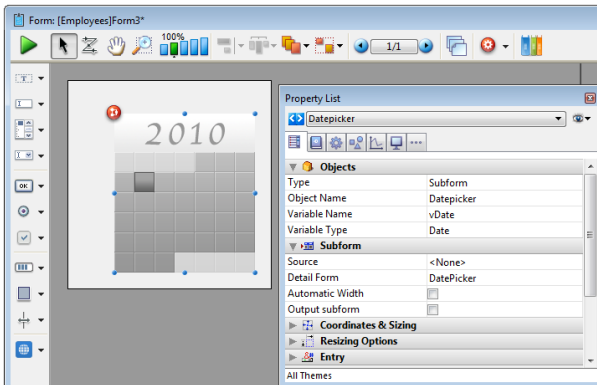 Form: [Employees]Form3*
100%
1/1
T
OK
2010
Property List
Datepicker
Objects
Type Subform
Object Name Datepicker
Variable Name vDate
Variable Type Date
Subform
Source <None>
Detail Form DatePicker
Automatic Width
Output subform
Coordinates & Sizing
Resizing Options
Entry
All Themes